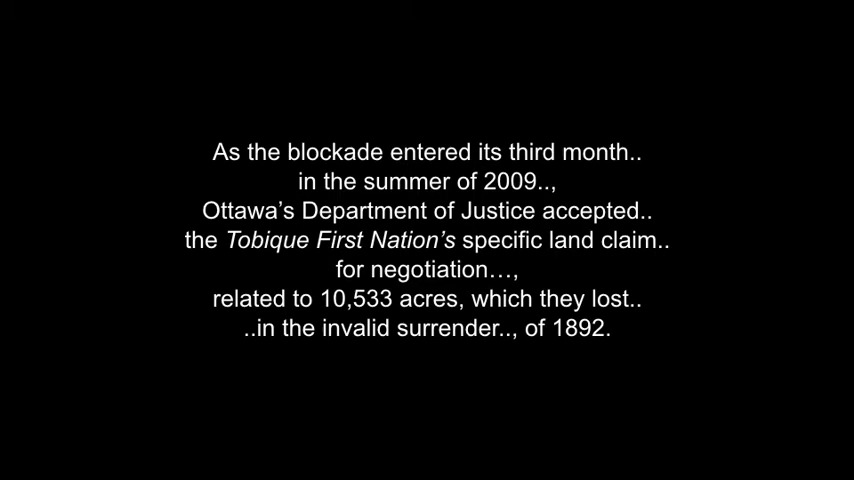 As the blockade entered its third month..
in the summer of 2009..,
Ottawa’s Department of Justice accepted..
the Tobique First Nation’s specific land claim..
for negotiation…,
related to 10,533 acres, which they lost..
..in the invalid surrender.., of 1892.